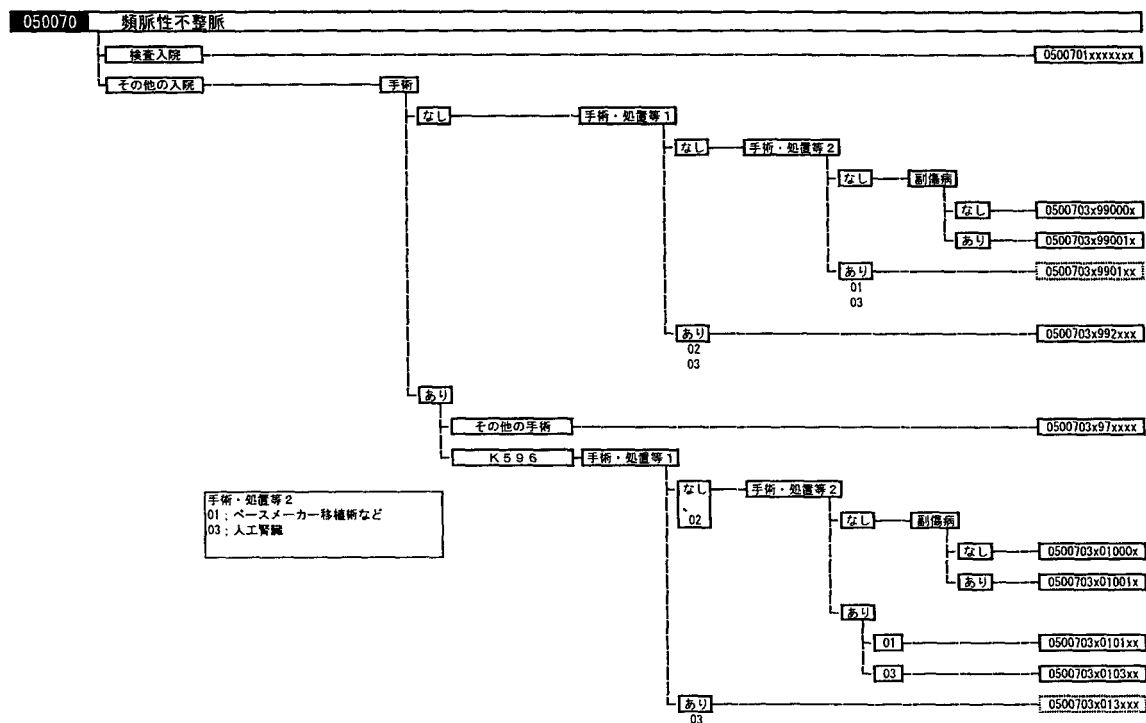 050070 頻脈性不整脈
検査入院 0500701xxxxxxx
その他の入院 手術
なし 手術・処置等1
なし 手術・処置等2
なし 副傷病
なし 0500703x99000x
あり 0500703x99001x
あり 0500703x9901xx
01
03
あり 0500703x992xxx
02
03
あり
その他の手術 0500703x97xxxx
K596 手術・処置等1
なし 手術・処置等2
、
02
なし 副傷病
なし 0500703x01000x
あり 0500703x01001x
あり
01 0500703x0101xx
03 0500703x0103xx
あり 0500703x013xxx
03
手術・処置等2
01；ペースメーカー移植術など
03；人工腎臓